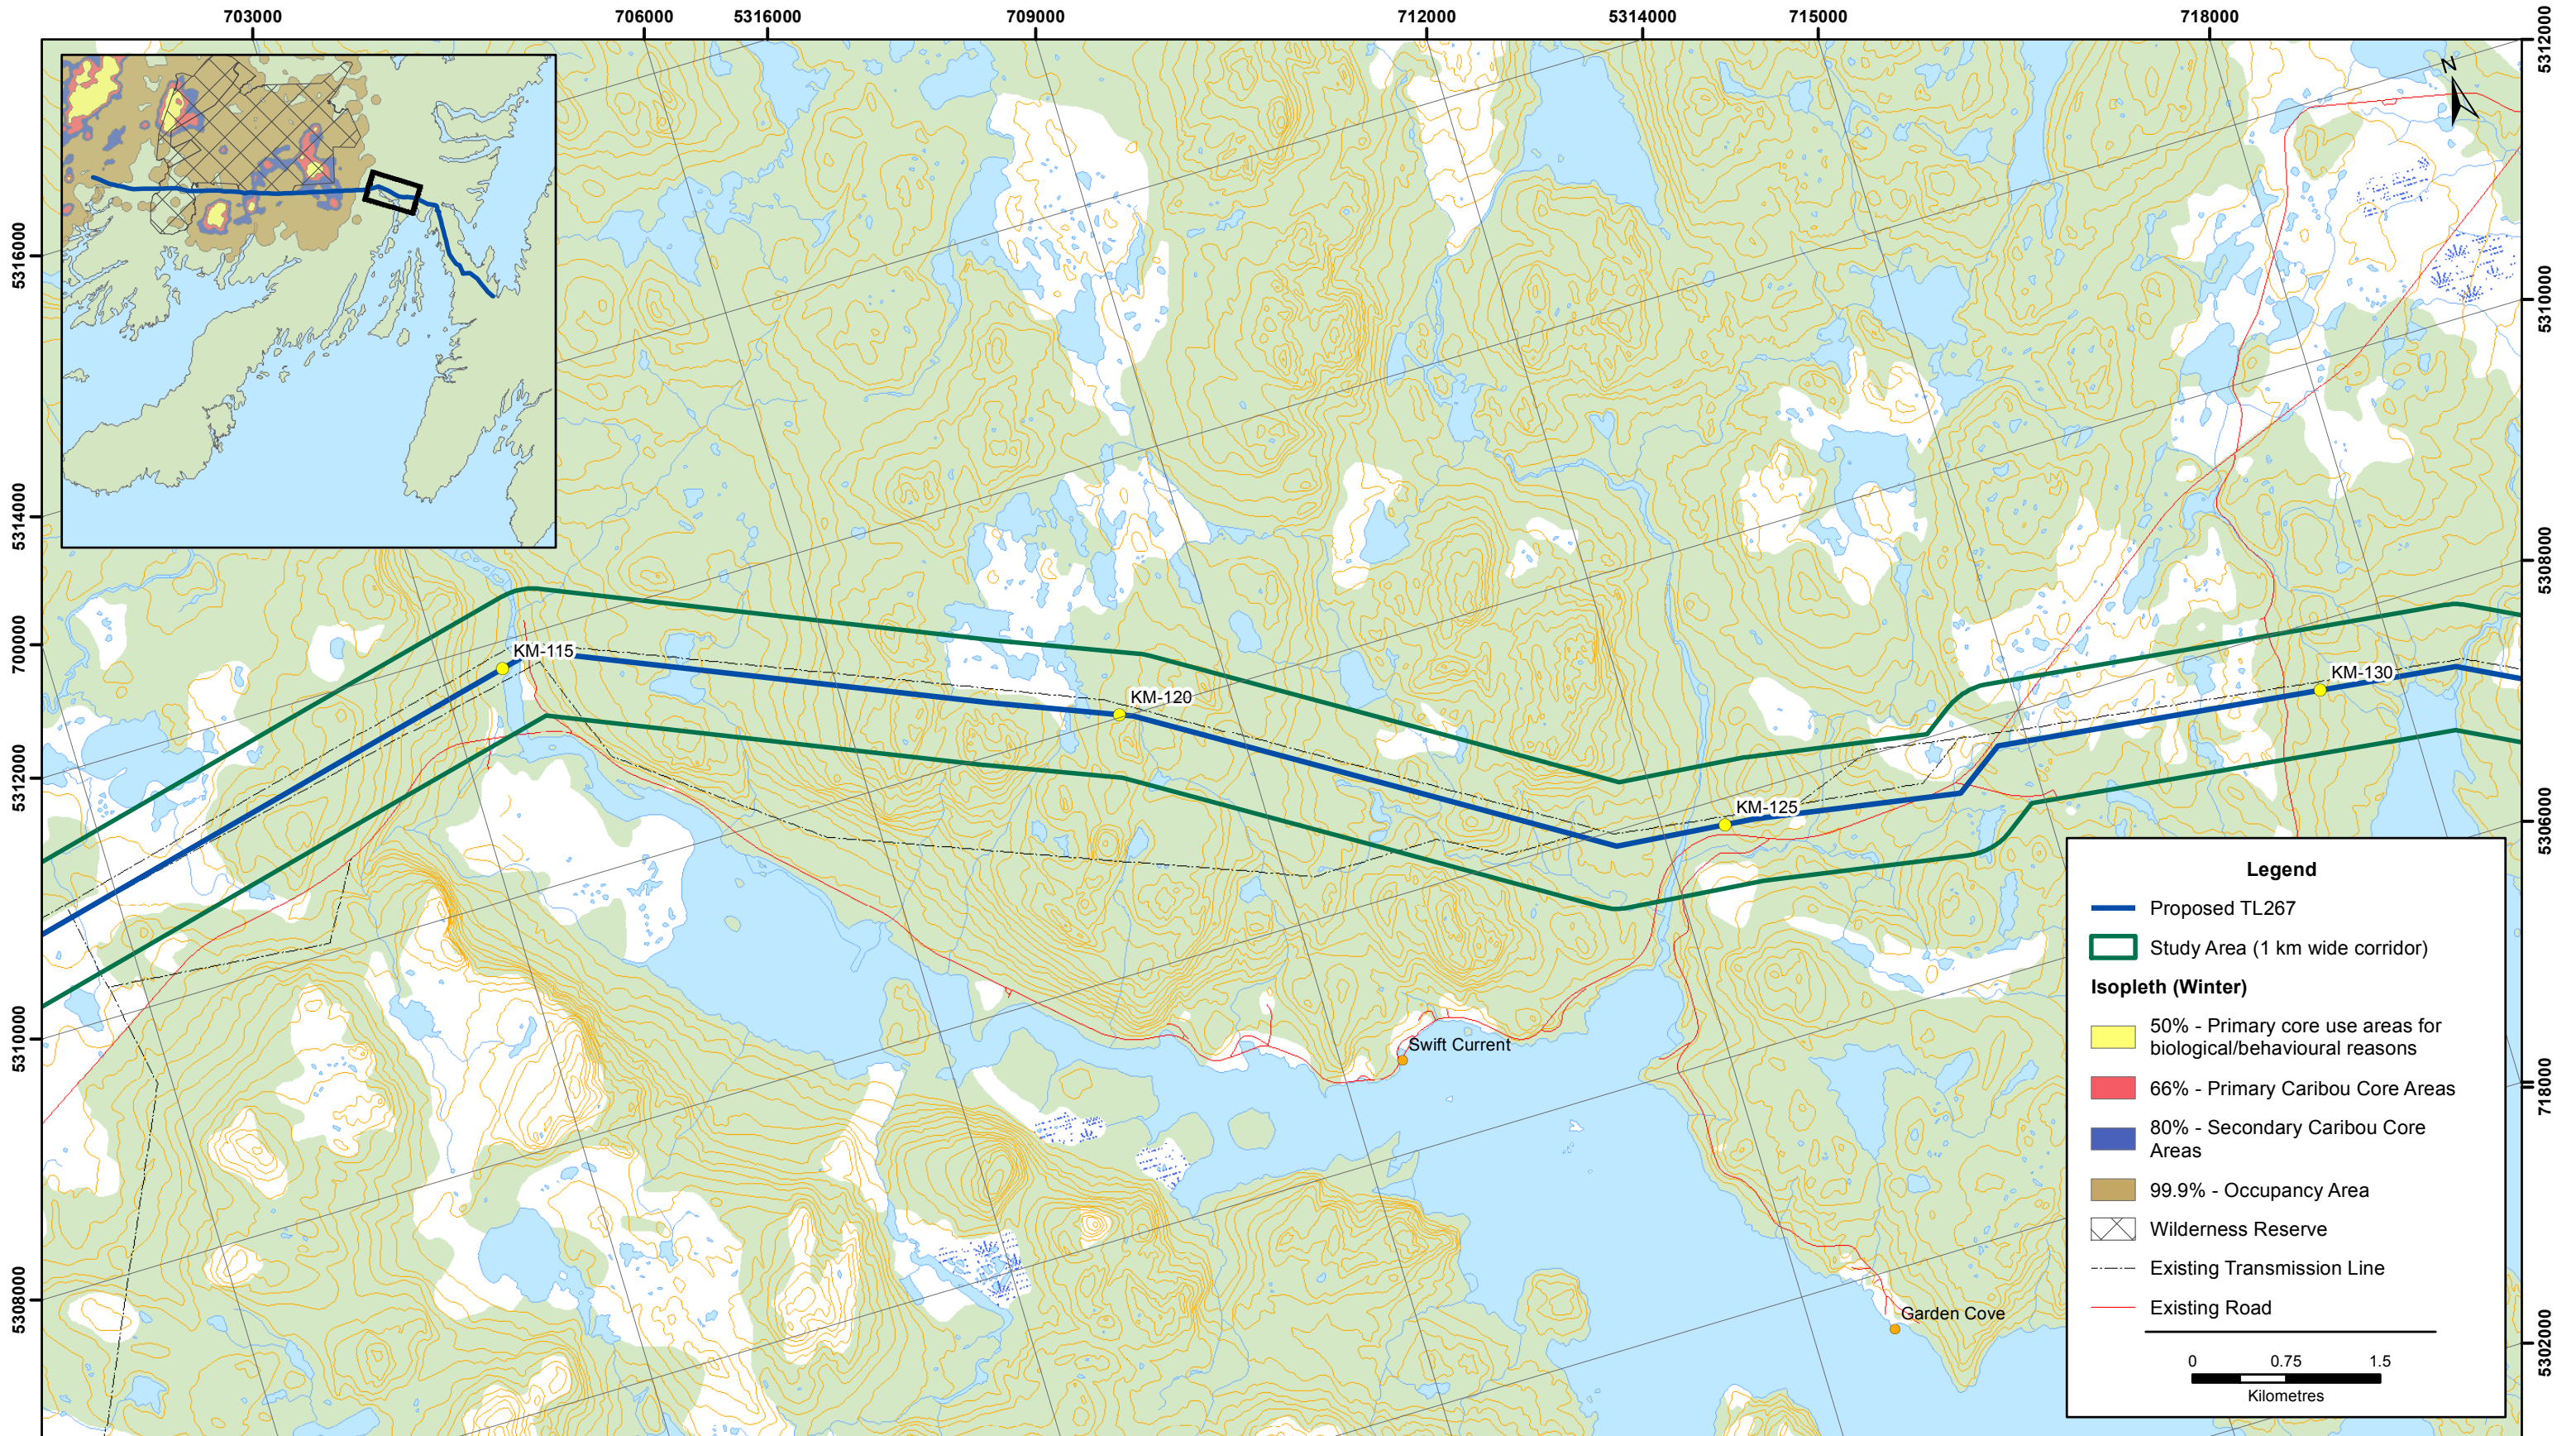 703000
706000
5316000
709000
712000
5314000
715000
718000
5312000
N
5316000
5310000
5314000
5308000
700000
KM-115
KM-130
KM-120
5312000
KM-125
5306000
Legend
Proposed TL267
Study Area (1 km wide corridor)
Isopleth (Winter)
50% - Primary core use areas for
biological/behavioural reasons
66% - Primary Caribou Core Areas
80% - Secondary Caribou Core
Areas
99.9% - Occupancy Area
Wilderness Reserve
Existing Transmission Line
Existing Road
0 0.75 1.5
Kilometres
5310000
Swift Current
718000
5308000
Garden Cove
5302000